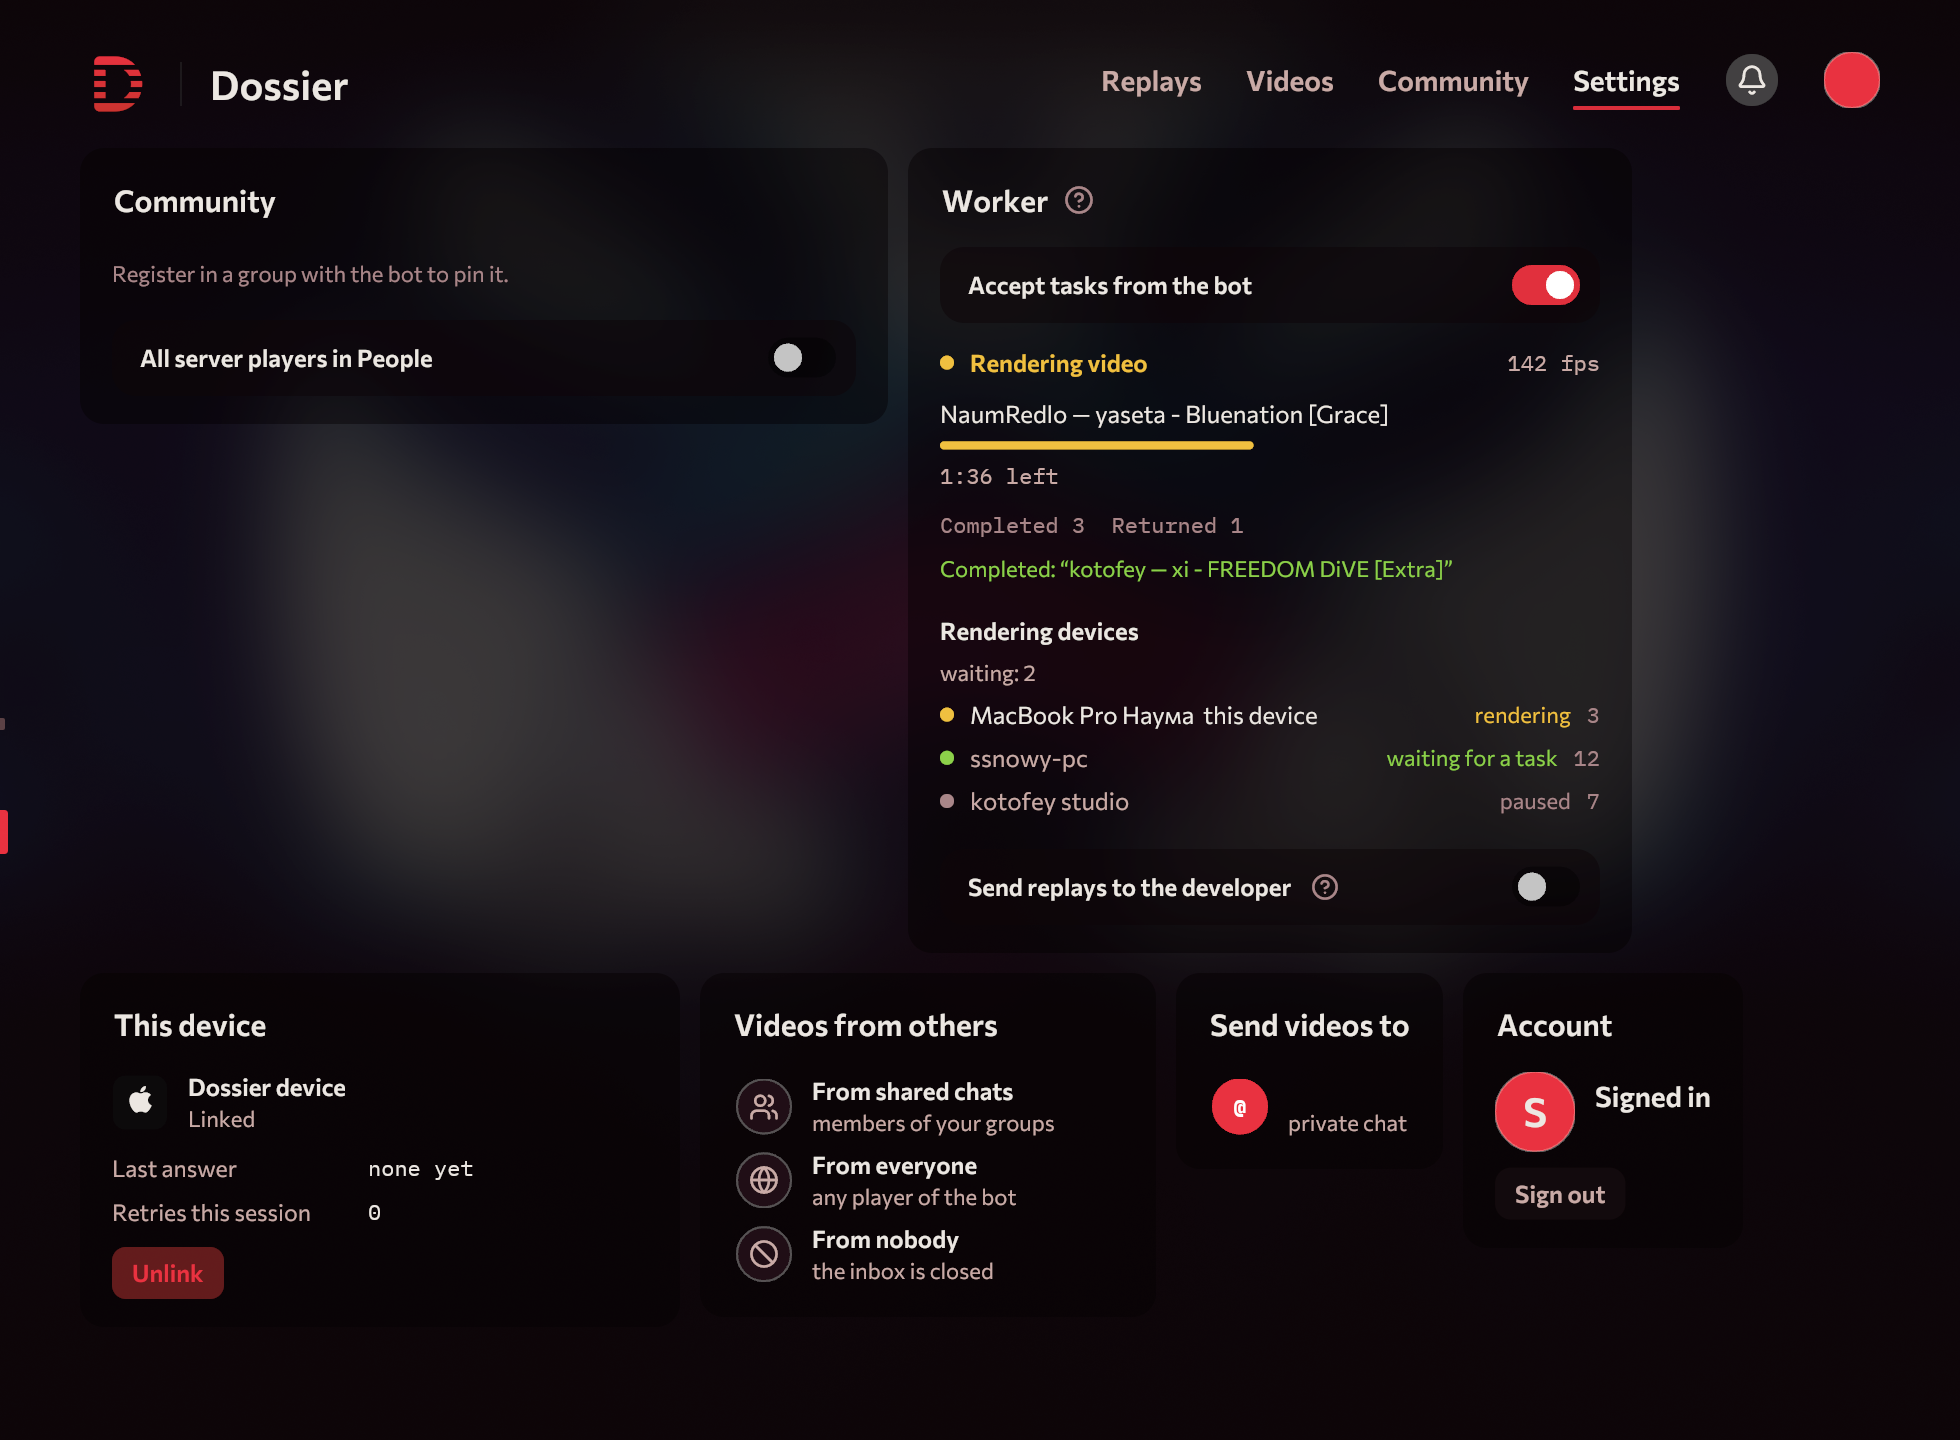 Dossier
Replays
Videos
Community
Settings
Community
Register in a group with the bot to pin it.
All server players in People
Worker
Accept tasks from the bot
Rendering video
142 fps
NaumRedlo — yaseta - Bluenation [Grace]
1:36 left
Completed 3 Returned 1
Completed: “kotofey — xi - FREEDOM DiVE [Extra]”
Rendering devices
waiting: 2
MacBook Pro Наума this device
rendering 3
ssnowy-pc
waiting for a task 12
kotofey studio
paused 7
Send replays to the developer
This device
Dossier device
Linked
Last answer
none yet
Retries this session
0
Unlink
Videos from others
From shared chats
members of your groups
From everyone
any player of the bot
From nobody
the inbox is closed
Send videos to
@
private chat
Account
S
Signed in
Sign out